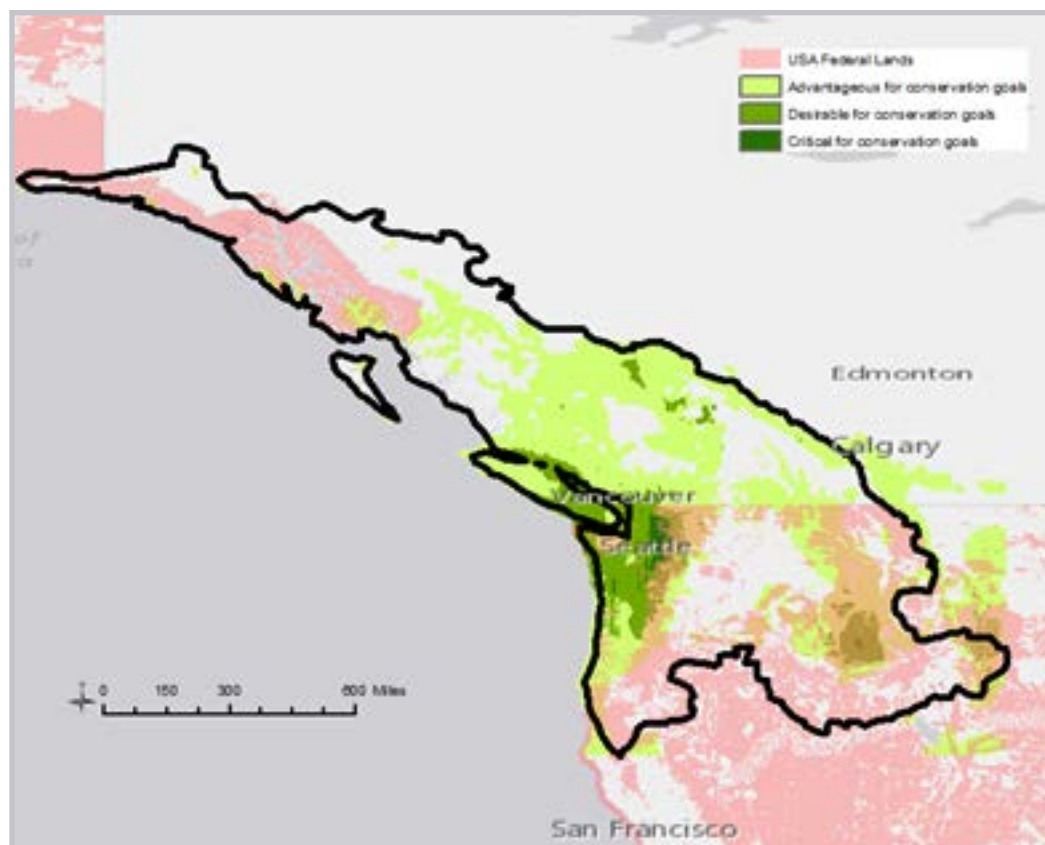 USA Federal Lands
Advantageous for conservation goals
Desirable for conservation goals
Critical for conservation goals
Edmonton
Calgary
Vancouver
Seattle
0 150 300 600 Miles
San Francisco